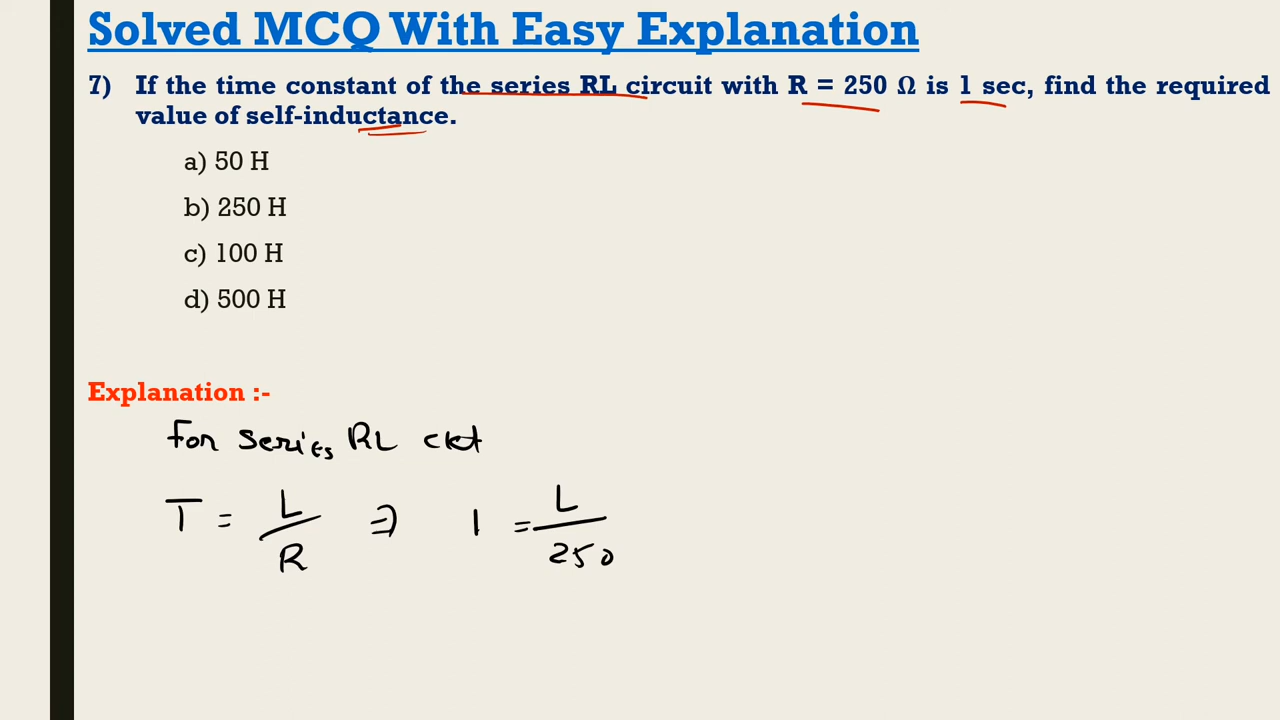 Solved MCQ With Easy Explanation
7) If the time constant of the series RL circuit with R = 250 Ω is 1 sec, find the required
value of self-inductance.
a) 50 H
b) 250 H
c) 100 H
d) 500 H
Explanation :-
For series RL ckt
T = L/R ⇒ 1 = L/250